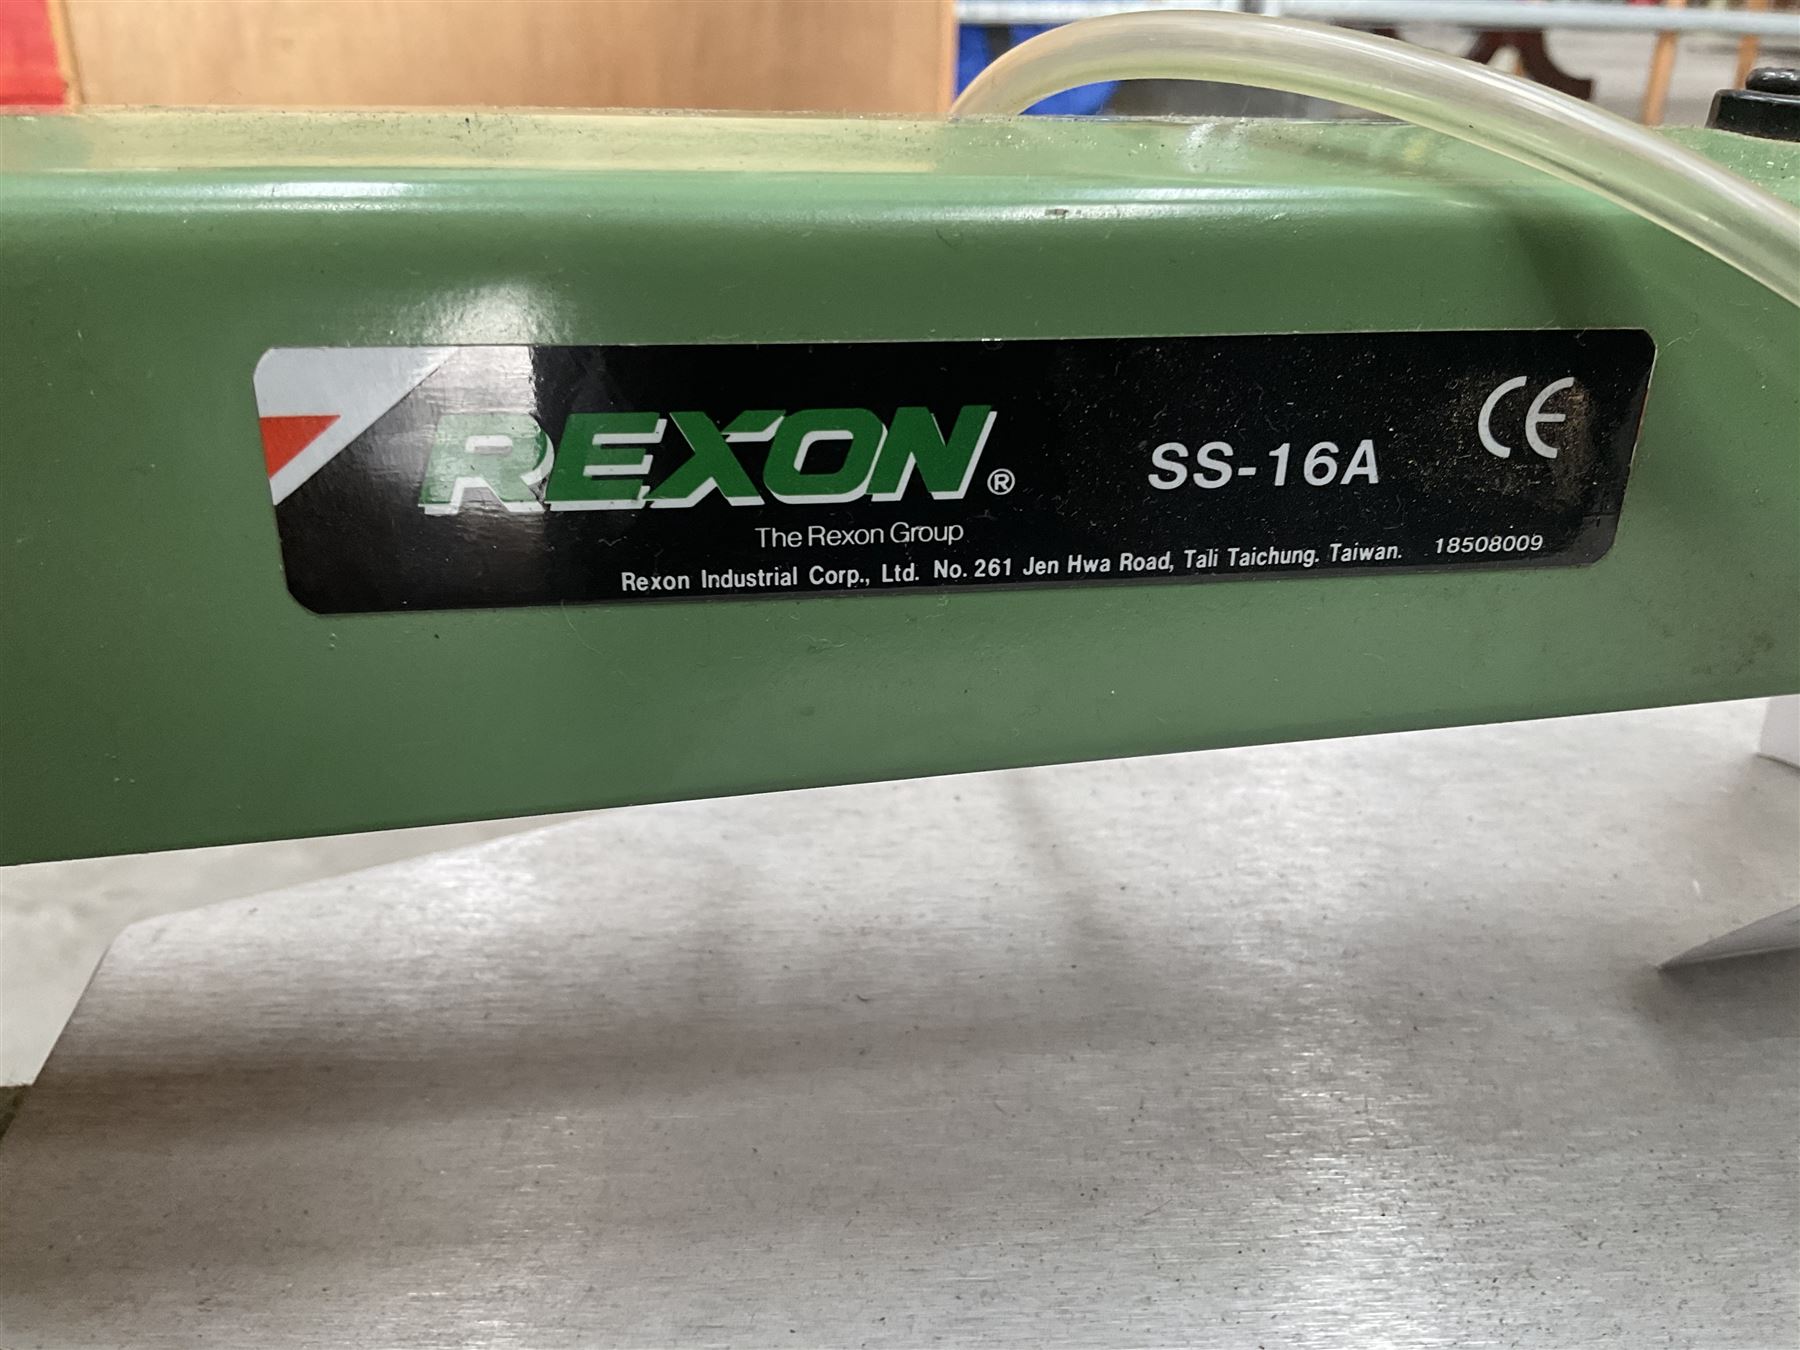 REXON®
SS-16A
CE
The Rexon Group
Rexon Industrial Corp., Ltd. No. 261 Jen Hwa Road, Tali Taichung. Taiwan. 18508009